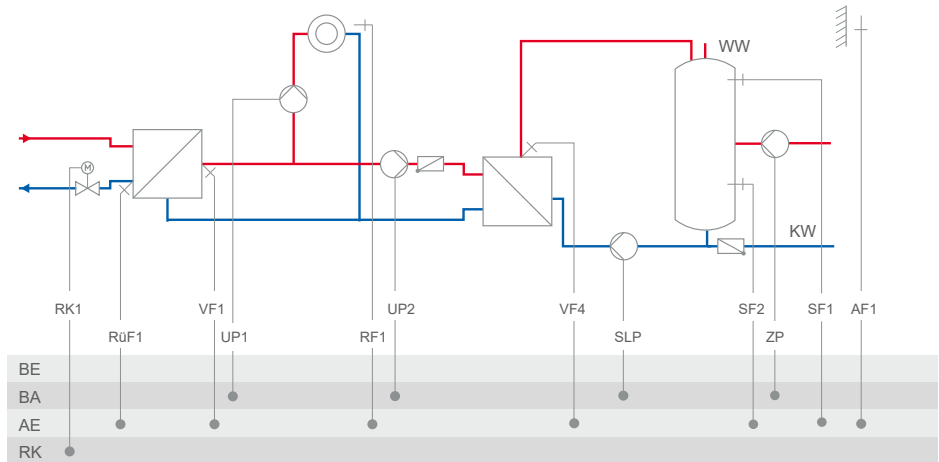 WW
M
KW
RK1 VF1 UP2 VF4 SF2 SF1 AF1
RüF1 UP1 RF1 SLP ZP
BE
BA
AE
RK